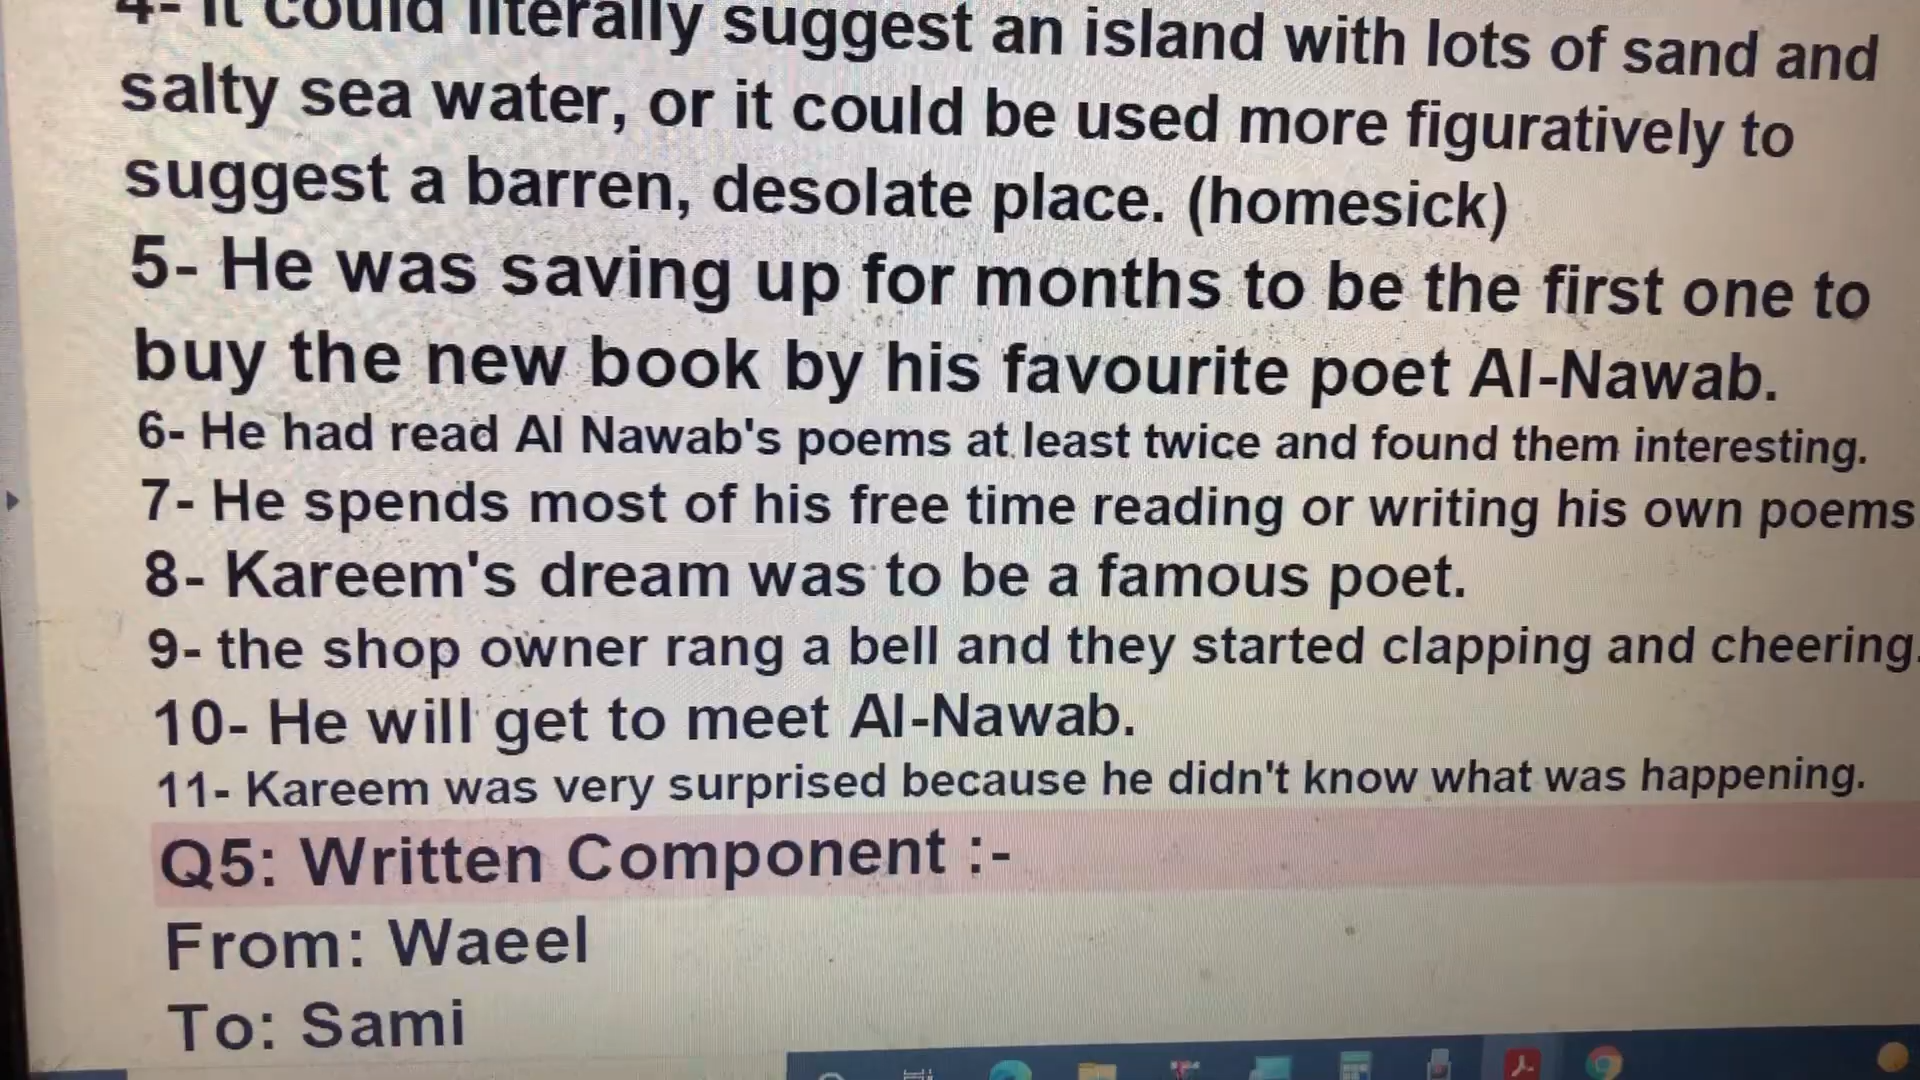 4- It could literally suggest an island with lots of sand and
salty sea water, or it could be used more figuratively to
suggest a barren, desolate place. (homesick)
5- He was saving up for months to be the first one to
buy the new book by his favourite poet Al-Nawab.
6- He had read Al Nawab's poems at least twice and found them interesting.
7- He spends most of his free time reading or writing his own poems
8- Kareem's dream was to be a famous poet.
9- the shop owner rang a bell and they started clapping and cheering.
10- He will get to meet Al-Nawab.
11- Kareem was very surprised because he didn't know what was happening.
Q5: Written Component :-
From: Waeel
To: Sami